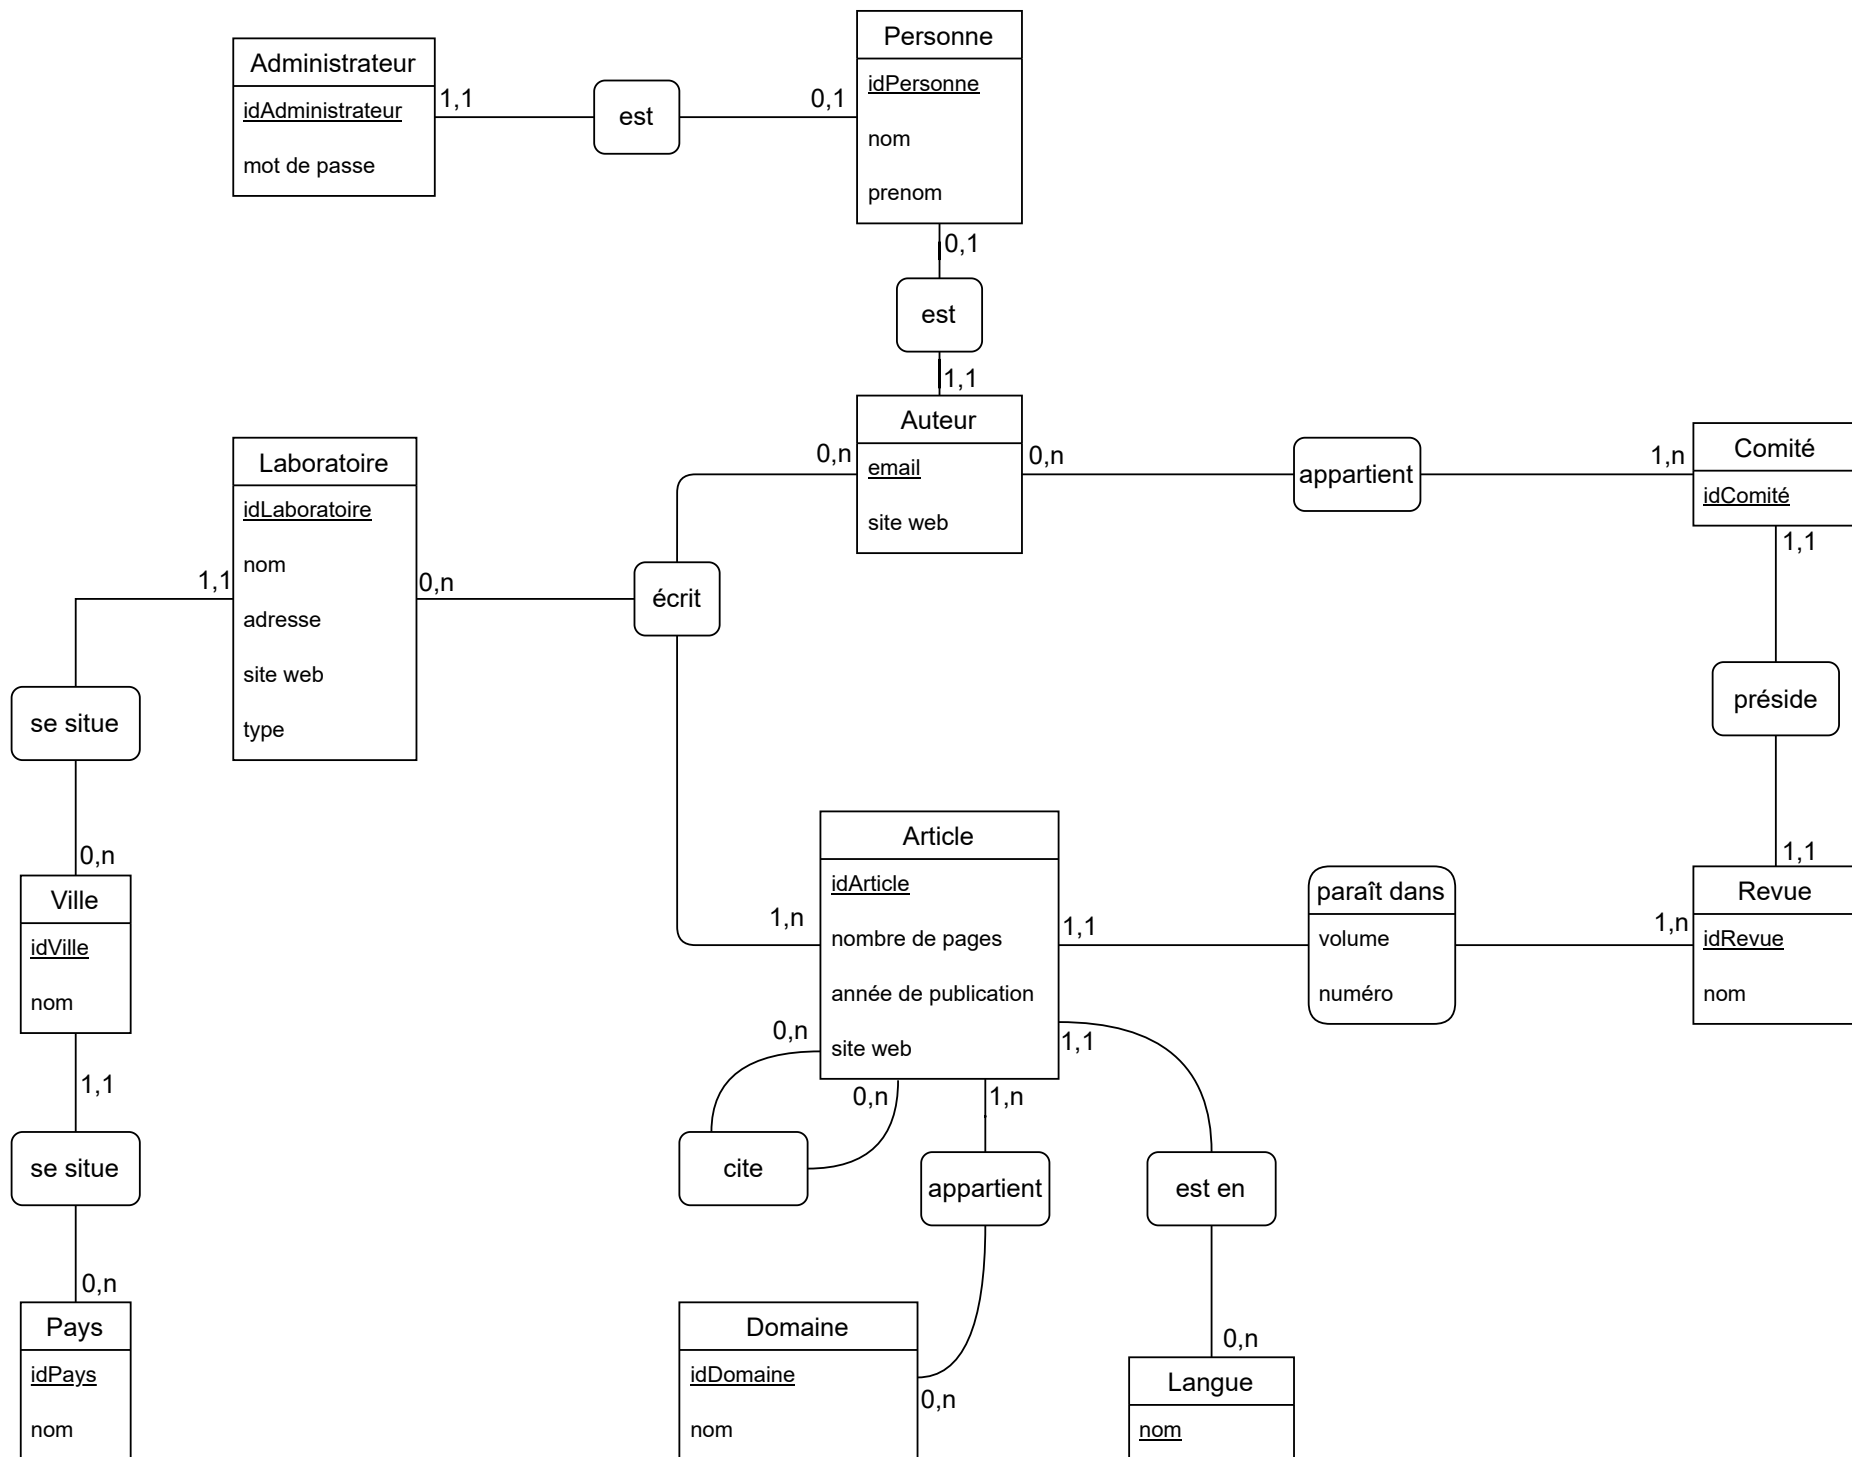 Personne
idPersonne
nom
prenom
Administrateur
idAdministrateur
mot de passe
1,1
est
0,1
0,1
est
1,1
Auteur
email
site web
0,n
0,n
appartient
1,n
Comité
idComité
1,1
préside
1,1
Laboratoire
idLaboratoire
nom
adresse
site web
type
1,1
0,n
écrit
1,n
se situe
0,n
Ville
idVille
nom
1,1
se situe
0,n
Pays
idPays
nom
Article
idArticle
nombre de pages
année de publication
site web
1,1
paraît dans
volume
numéro
1,n
Revue
idRevue
nom
0,n
0,n
cite
1,n
appartient
0,n
Domaine
idDomaine
nom
1,1
est en
0,n
Langue
nom